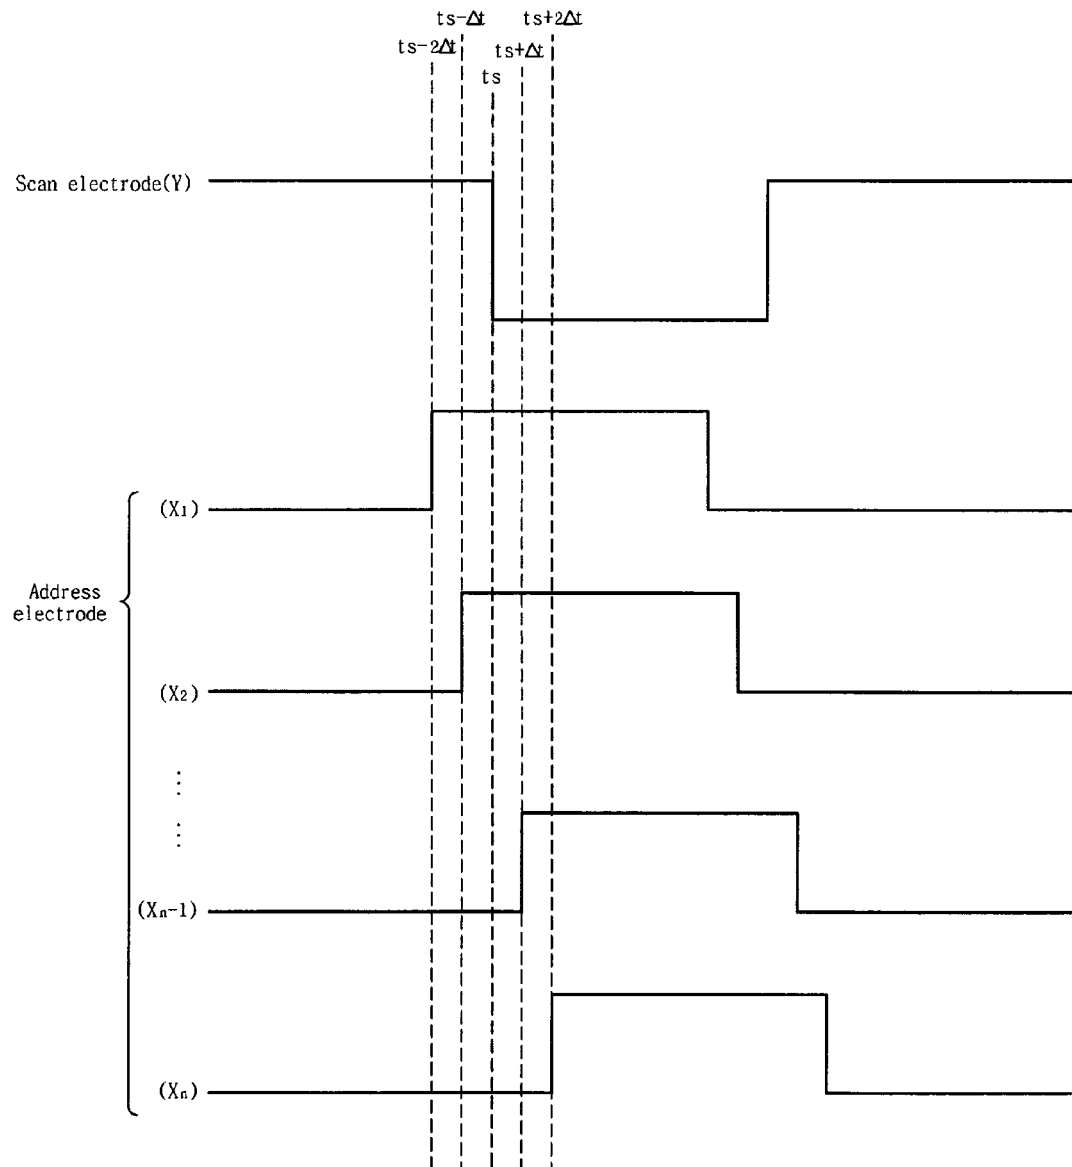 ts-Δt
ts+2Δt
ts-2Δt
ts+Δt
ts
Scan electrode(Y)
(X1)
Address
electrode
(X2)
(Xn-1)
(Xn)